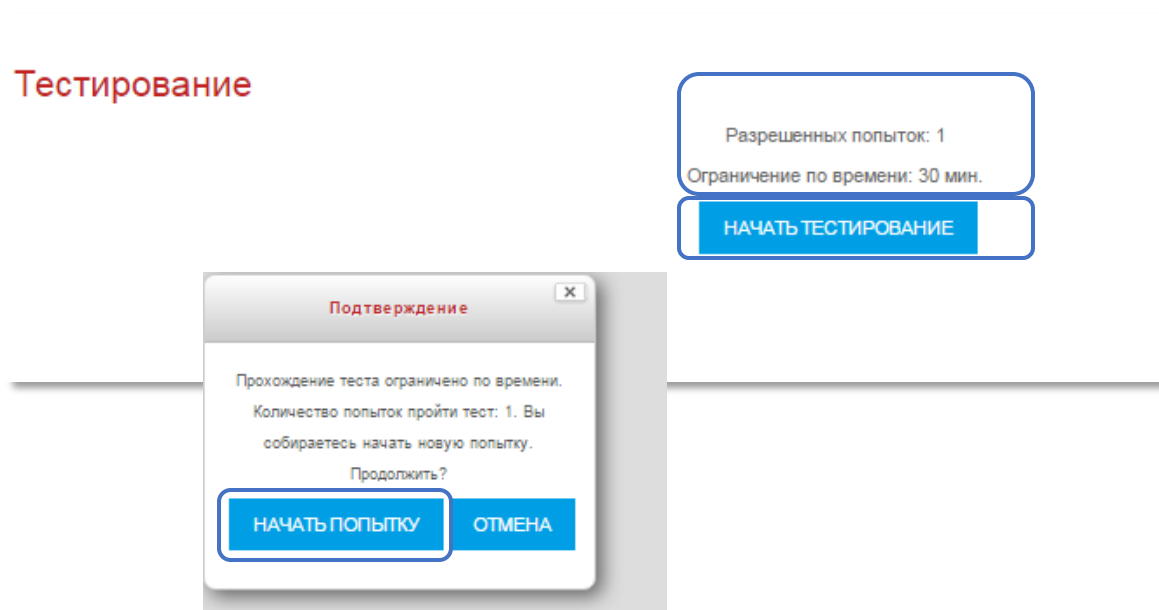 Тестирование
Разрешенных попыток: 1
Ограничение по времени: 30 мин.
НАЧАТЬ ТЕСТИРОВАНИЕ
Подтверждение
Прохождение теста ограничено по времени.
Количество попыток пройти тест: 1. Вы
собираетесь начать новую попытку.
Продолжить?
НАЧАТЬ ПОПЫТКУ
ОТМЕНА